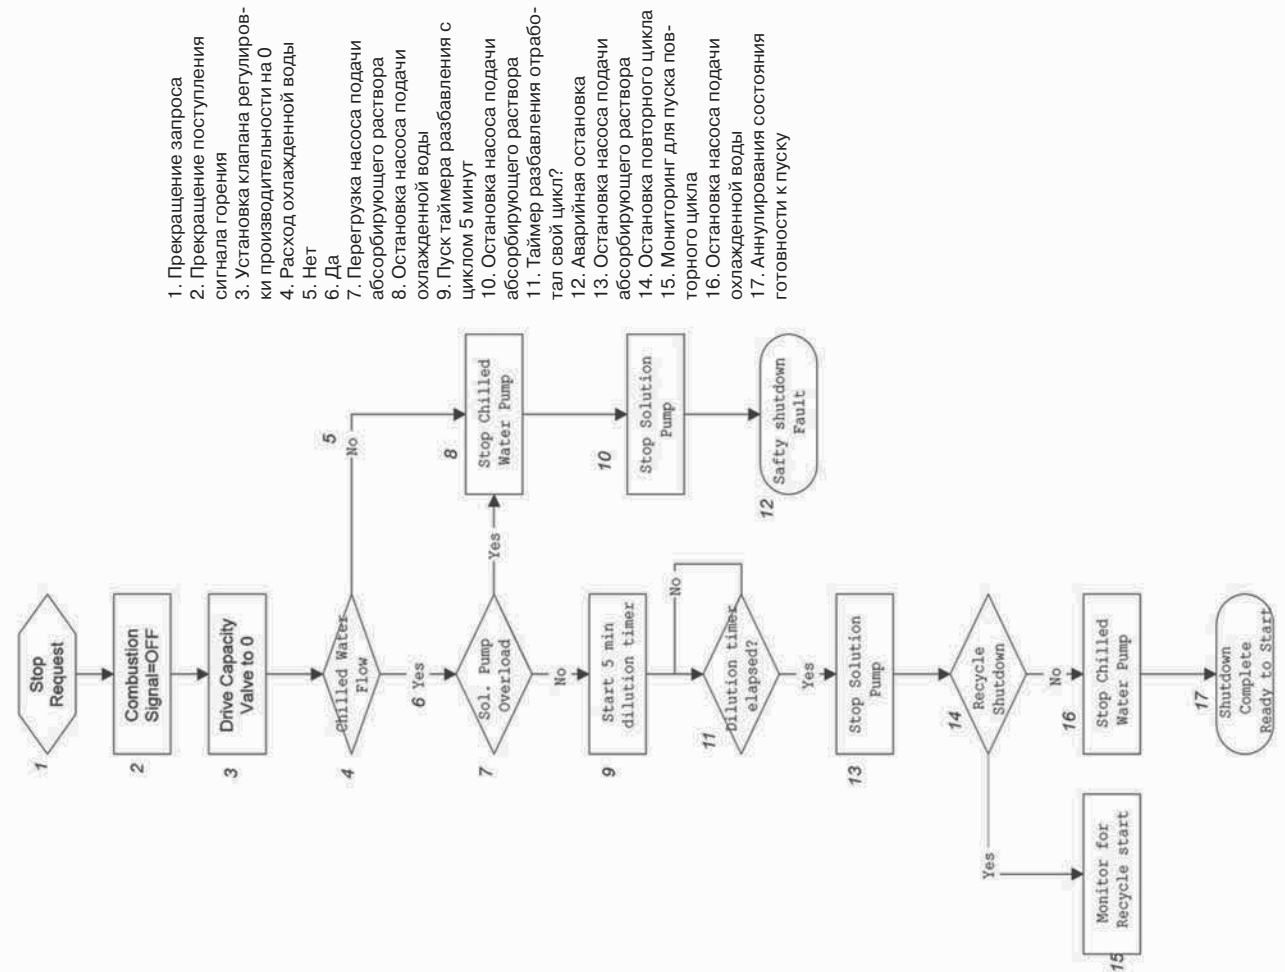 1. Прекращение запроса
2. Прекращение поступления
сигнала горения
3. Установка клапана регулиров-
ки производительности на 0
4. Расход охлажденной воды
5. Нет
6. Да
7. Перегрузка насоса подачи
абсорбирующего раствора
8. Остановка насоса подачи
охлажденной воды
9. Пуск таймера разбавления с
циклом 5 минут
10. Остановка насоса подачи
абсорбирующего раствора
11. Таймер разбавления отрабо-
тал свой цикл?
12. Аварийная остановка
13. Остановка насоса подачи
абсорбирующего раствора
14. Остановка повторного цикла
15. Мониторинг для пуска пов-
торного цикла
16. Остановка насоса подачи
охлажденной воды
17. Аннулирования состояния
готовности к пуску
1
Stop
Request
2
Combustion
Signal=OFF
3
Drive Capacity
Valve to 0
4
Chilled Water
Flow
5
No
6
Yes
7
Sol. Pump
Overload
Yes
No
8
Stop Chilled
Water Pump
9
Start 5 min
dilution timer
10
Stop Solution
Pump
11
Dilution timer
elapsed?
No
Yes
12
Safty shutdown
Fault
13
Stop Solution
Pump
14
Recycle
Shutdown
Yes
No
15
Monitor for
Recycle start
16
Stop Chilled
Water Pump
17
Shutdown
Complete
Ready to Start